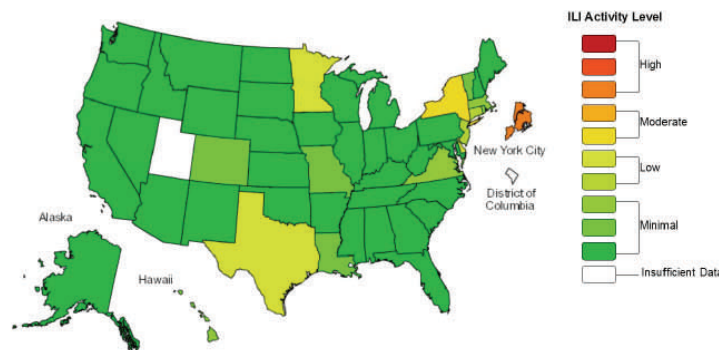 ILI Activity Level
High
Moderate
Low
Minimal
Insufficient Data
New York City
District of
Columbia
Alaska
Hawaii